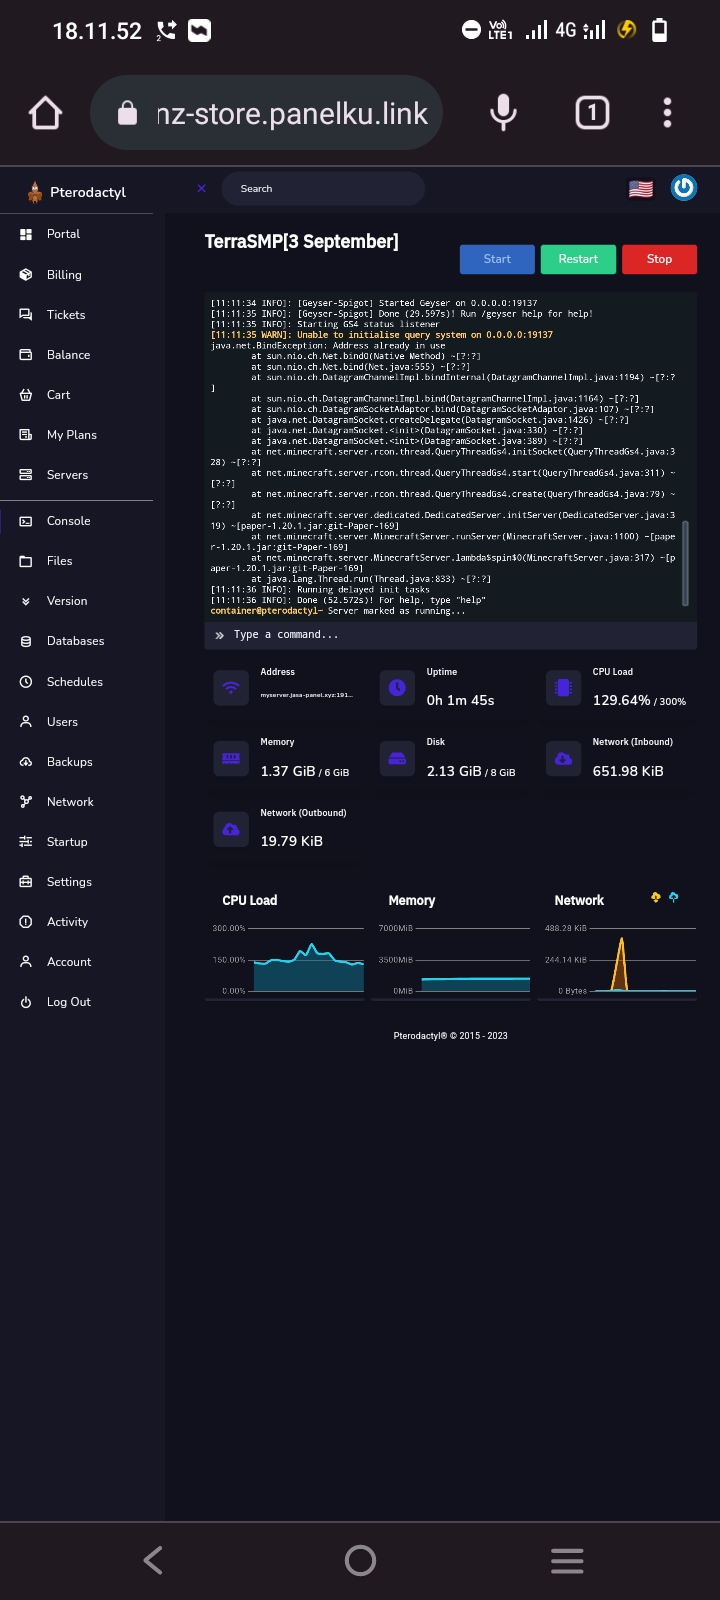 18.11.52
2
Vo)
LTE1
4G
nz-store.panelku.link
1
Pterodactyl
Search
Portal
Billing
Tickets
Balance
Cart
My Plans
Servers
Console
Files
Version
Databases
Schedules
Users
Backups
Network
Startup
Settings
Activity
Account
Log Out
TerraSMP[3 September]
Start
Restart
Stop
[11:11:34 INFO]: [Geyser-Spigot] Started Geyser on 0.0.0.0:19137
[11:11:35 INFO]: [Geyser-Spigot] Done (29.597s)! Run /geyser help for help!
[11:11:35 INFO]: Starting GS4 status listener
[11:11:35 WARN]: Unable to initialise query system on 0.0.0.0:19137
java.net.BindException: Address already in use
at sun.nio.ch.Net.bind0(Native Method) ~[?:?]
at sun.nio.ch.Net.bind(Net.java:555) ~[?:?]
at sun.nio.ch.DatagramChannelImpl.bindInternal(DatagramChannelImpl.java:1194) ~[?:?
]
at sun.nio.ch.DatagramChannelImpl.bind(DatagramChannelImpl.java:1164) ~[?:?]
at sun.nio.ch.DatagramSocketAdaptor.bind(DatagramSocketAdaptor.java:107) ~[?:?]
at java.net.DatagramSocket.createDelegate(DatagramSocket.java:1426) ~[?:?]
at java.net.DatagramSocket.<init>(DatagramSocket.java:330) ~[?:?]
at java.net.DatagramSocket.<init>(DatagramSocket.java:389) ~[?:?]
at net.minecraft.server.rcon.thread.QueryThreadGs4.initSocket(QueryThreadGs4.java:3
28) ~[?:?]
at net.minecraft.server.rcon.thread.QueryThreadGs4.start(QueryThreadGs4.java:311) ~
[?:?]
at net.minecraft.server.rcon.thread.QueryThreadGs4.create(QueryThreadGs4.java:79) ~
[?:?]
at net.minecraft.server.dedicated.DedicatedServer.initServer(DedicatedServer.java:3
19) ~[paper-1.20.1.jar:git-Paper-169]
at net.minecraft.server.MinecraftServer.runServer(MinecraftServer.java:1100) ~[pape
r-1.20.1.jar:git-Paper-169]
at net.minecraft.server.MinecraftServer.lambda$spin$0(MinecraftServer.java:317) ~[p
aper-1.20.1.jar:git-Paper-169]
at java.lang.Thread.run(Thread.java:833) ~[?:?]
[11:11:36 INFO]: Running delayed init tasks
[11:11:36 INFO]: Done (52.572s)! For help, type "help"
container@pterodactyl~ Server marked as running...
» Type a command...
Address
myserver.jasa-panel.xyz:191...
Uptime
0h 1m 45s
CPU Load
129.64% / 300%
Memory
1.37 GiB / 6 GiB
Disk
2.13 GiB / 8 GiB
Network (Inbound)
651.98 KiB
Network (Outbound)
19.79 KiB
CPU Load
300.00%
150.00%
0.00%
Memory
7000MiB
3500MiB
0MiB
Network
488.28 KiB
244.14 KiB
0 Bytes
Pterodactyl® © 2015 - 2023